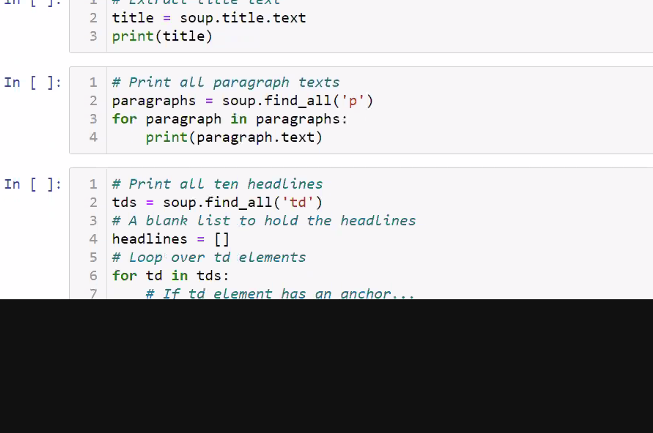 In [ ]: 1 # Extract title text
2 title = soup.title.text
3 print(title)
In [ ]: 1 # Print all paragraph texts
2 paragraphs = soup.find_all('p')
3 for paragraph in paragraphs:
4 print(paragraph.text)
In [ ]: 1 # Print all ten headlines
2 tds = soup.find_all('td')
3 # A blank list to hold the headlines
4 headlines = []
5 # Loop over td elements
6 for td in tds:
7 # If td element has an anchor...